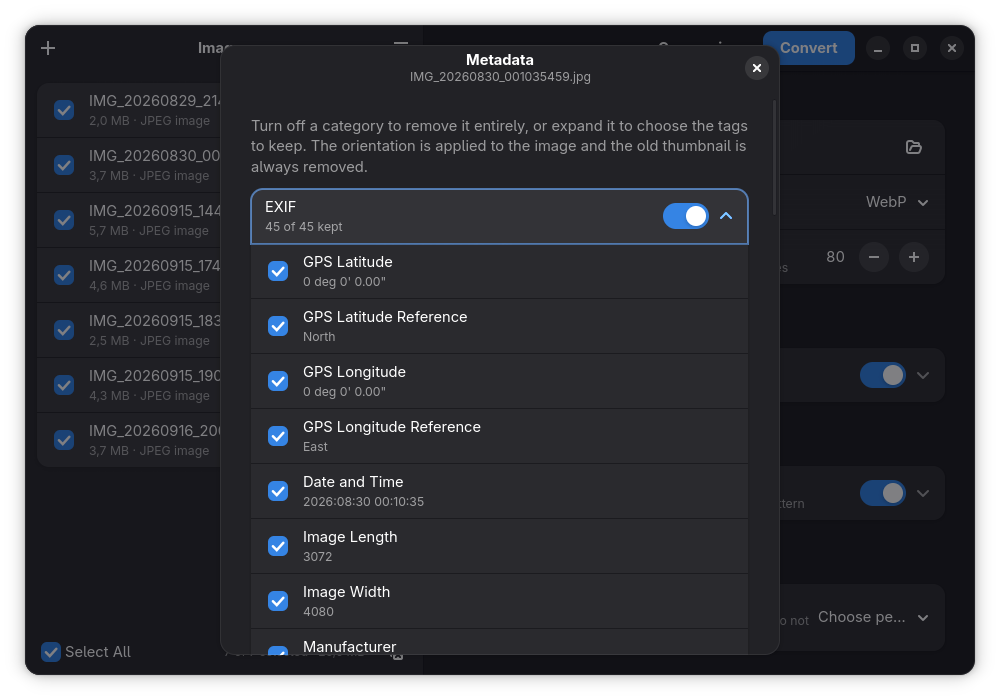 Convert
Metadata
IMG_20260830_001035459.jpg
Turn off a category to remove it entirely, or expand it to choose the tags
to keep. The orientation is applied to the image and the old thumbnail is
always removed.
EXIF
45 of 45 kept
GPS Latitude
0 deg 0' 0.00"
GPS Latitude Reference
North
GPS Longitude
0 deg 0' 0.00"
GPS Longitude Reference
East
Date and Time
2026:08:30 00:10:35
Image Length
3072
Image Width
4080
Manufacturer
2,0 MB · JPEG image
IMG_20260830_00
3,7 MB · JPEG image
IMG_20260915_144
5,7 MB · JPEG image
IMG_20260915_174
4,6 MB · JPEG image
IMG_20260915_183
2,5 MB · JPEG image
IMG_20260915_190
4,3 MB · JPEG image
3,7 MB · JPEG image
Select All
WebP
80
not
Choose pe...